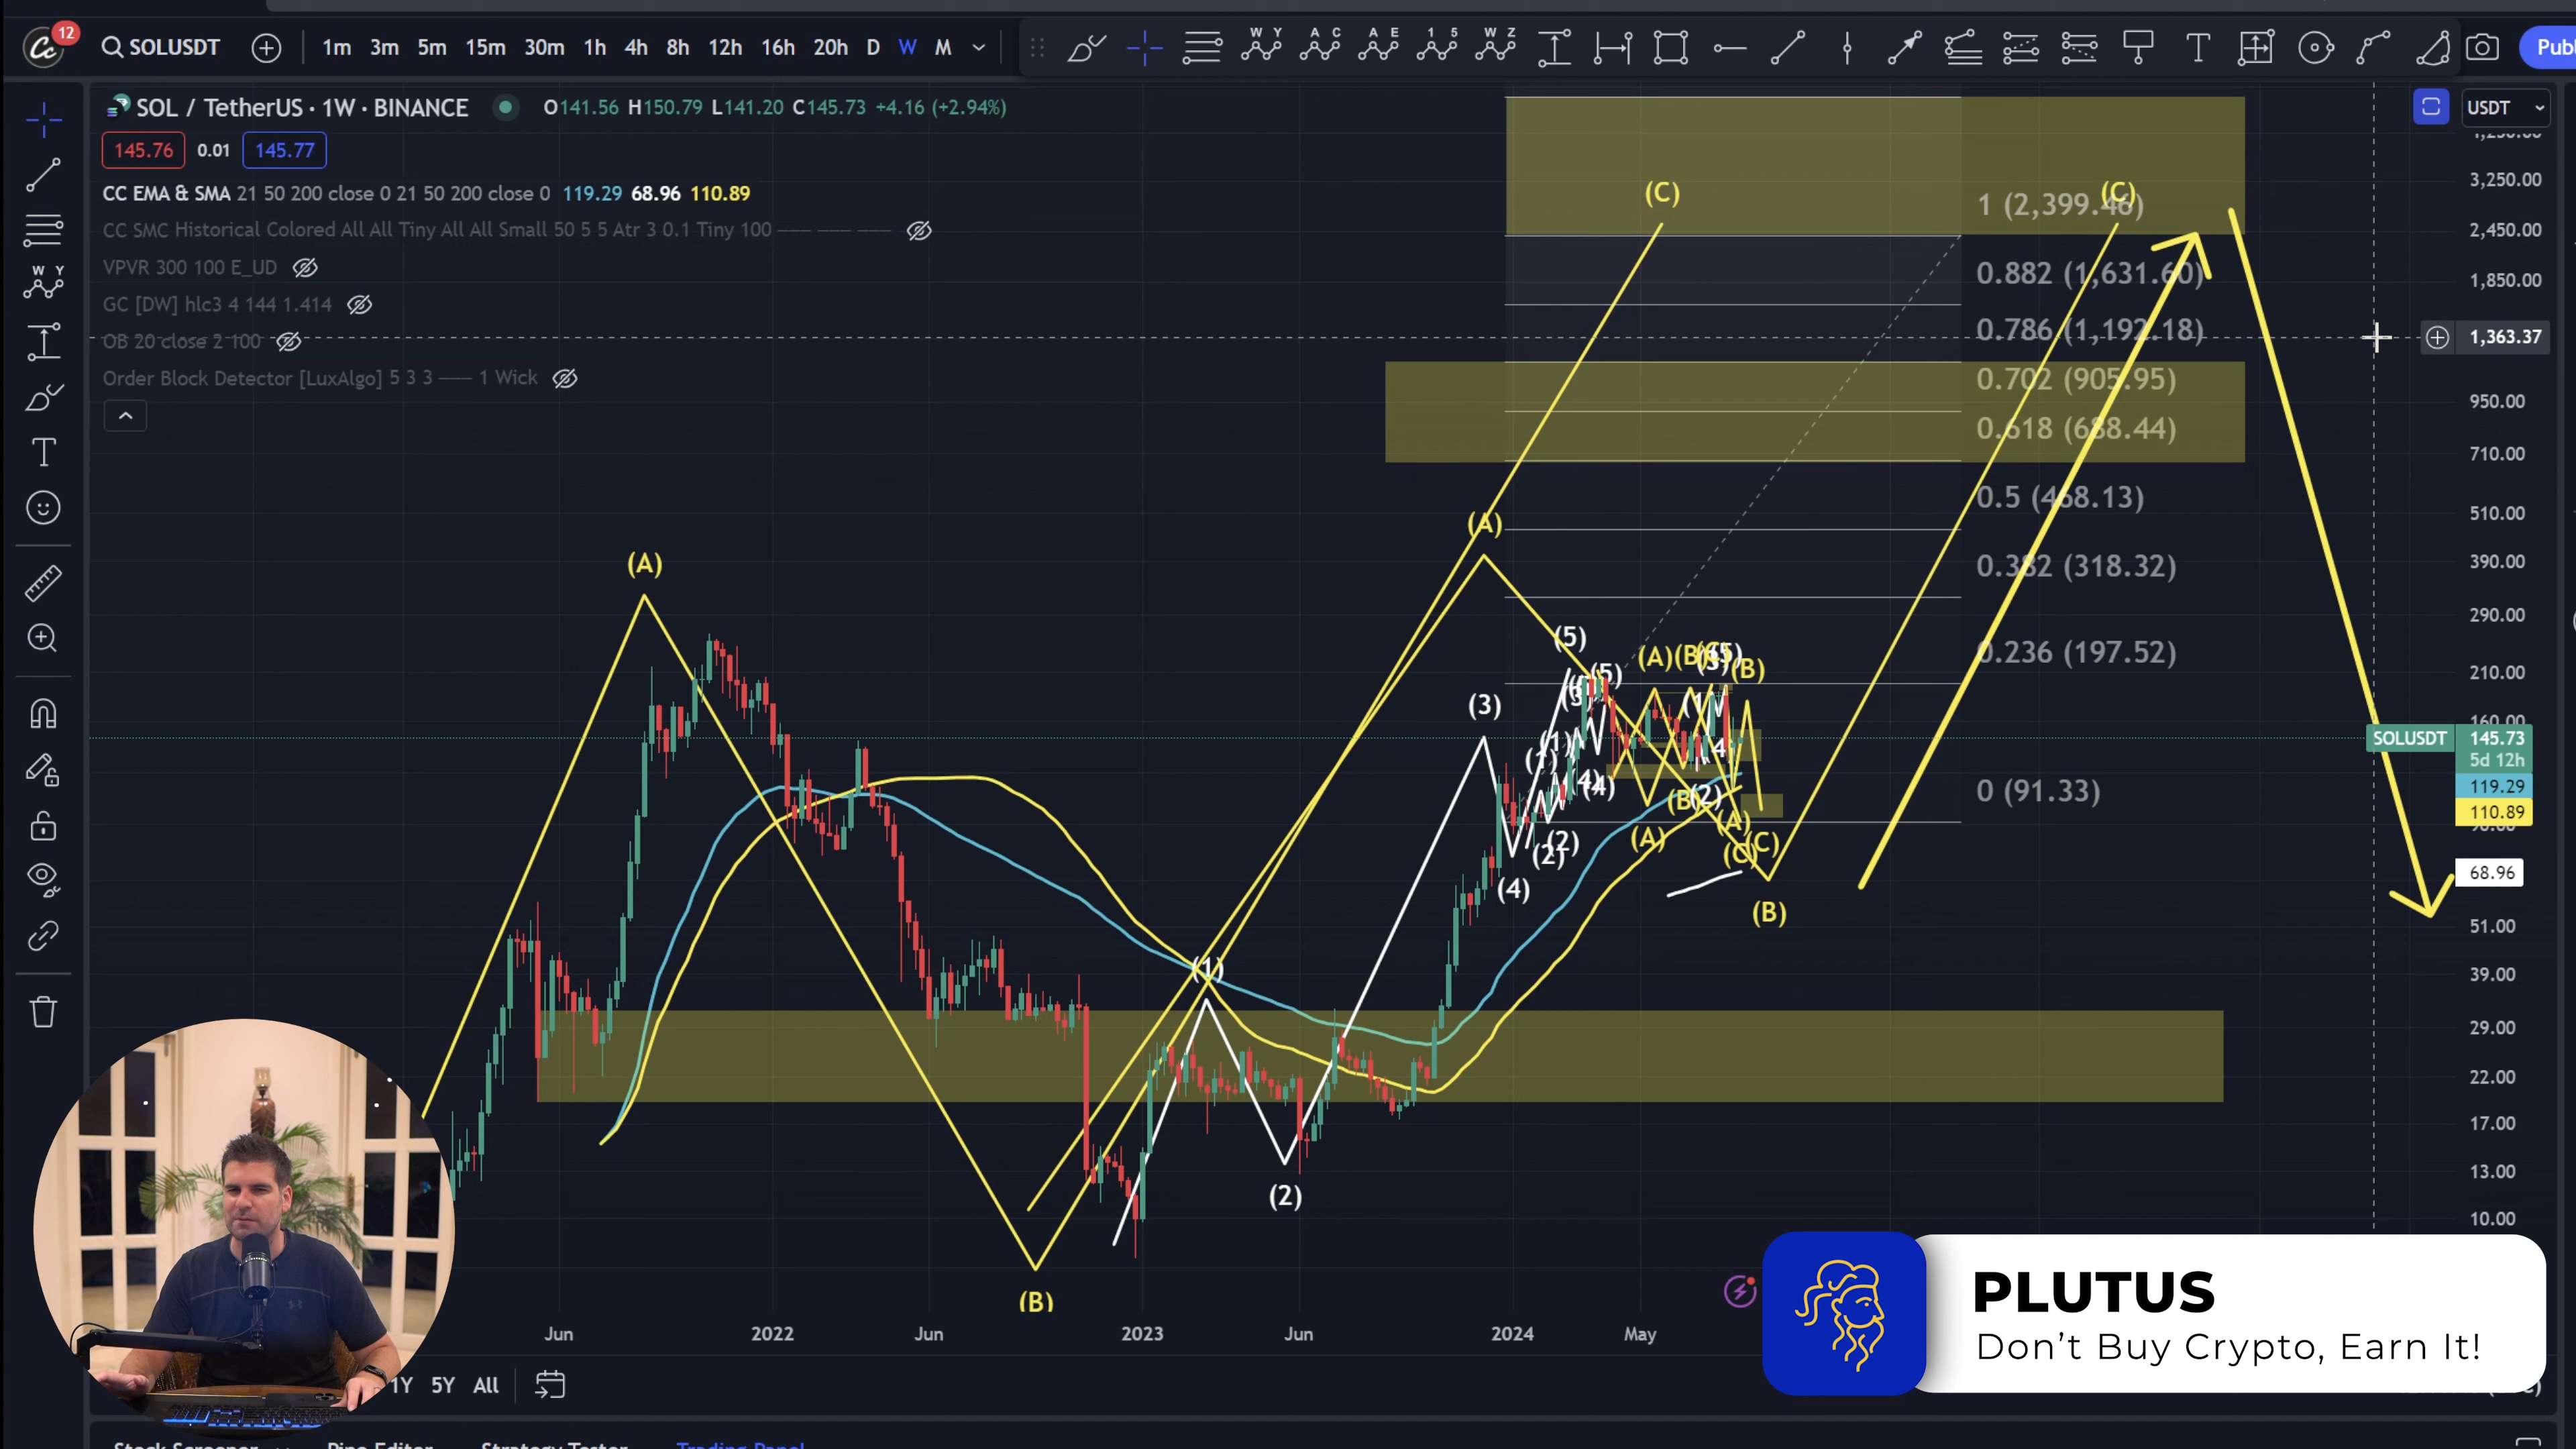 12
SOLUSDT
1m 3m 5m 15m 30m 1h 4h 8h 12h 16h 20h D W M
W Y
A C
A E
1 5
W Z
SOL / TetherUS · 1W · BINANCE
O141.56 H150.79 L141.20 C145.73 +4.16 (+2.94%)
USDT
145.76 0.01 145.77
CC EMA & SMA 21 50 200 close 0 21 50 200 close 0 119.29 68.96 110.89
CC SMC Historical Colored All All Tiny All All Small 50 5 5 Atr 3 0.1 Tiny 100
VPVR 300 100 E_UD
W Y
GC [DW] hlc3 4 144 1.414
OB 20 close 2 100
Order Block Detector [LuxAlgo] 5 3 3 1 Wick
(C)
(C)
1 (2,399.46)
0.882 (1,631.60)
0.786 (1,192.18)
0.702 (905.95)
0.618 (688.44)
0.5 (468.13)
0.382 (318.32)
0.236 (197.52)
0 (91.33)
3,250.00
2,450.00
1,850.00
1,363.37
950.00
710.00
510.00
390.00
290.00
210.00
160.00
SOLUSDT 145.73
5d 12h
119.29
110.89
68.96
51.00
39.00
29.00
22.00
17.00
13.00
10.00
(A)
(A)
(5)
(5)
(3)
(A)
(B)
(4)
(2)
(A)
(B)
(1)
(2)
(B)
Jun 2022 Jun 2023 Jun 2024 May
1Y 5Y All
PLUTUS
Don't Buy Crypto, Earn It!
Trading Panel